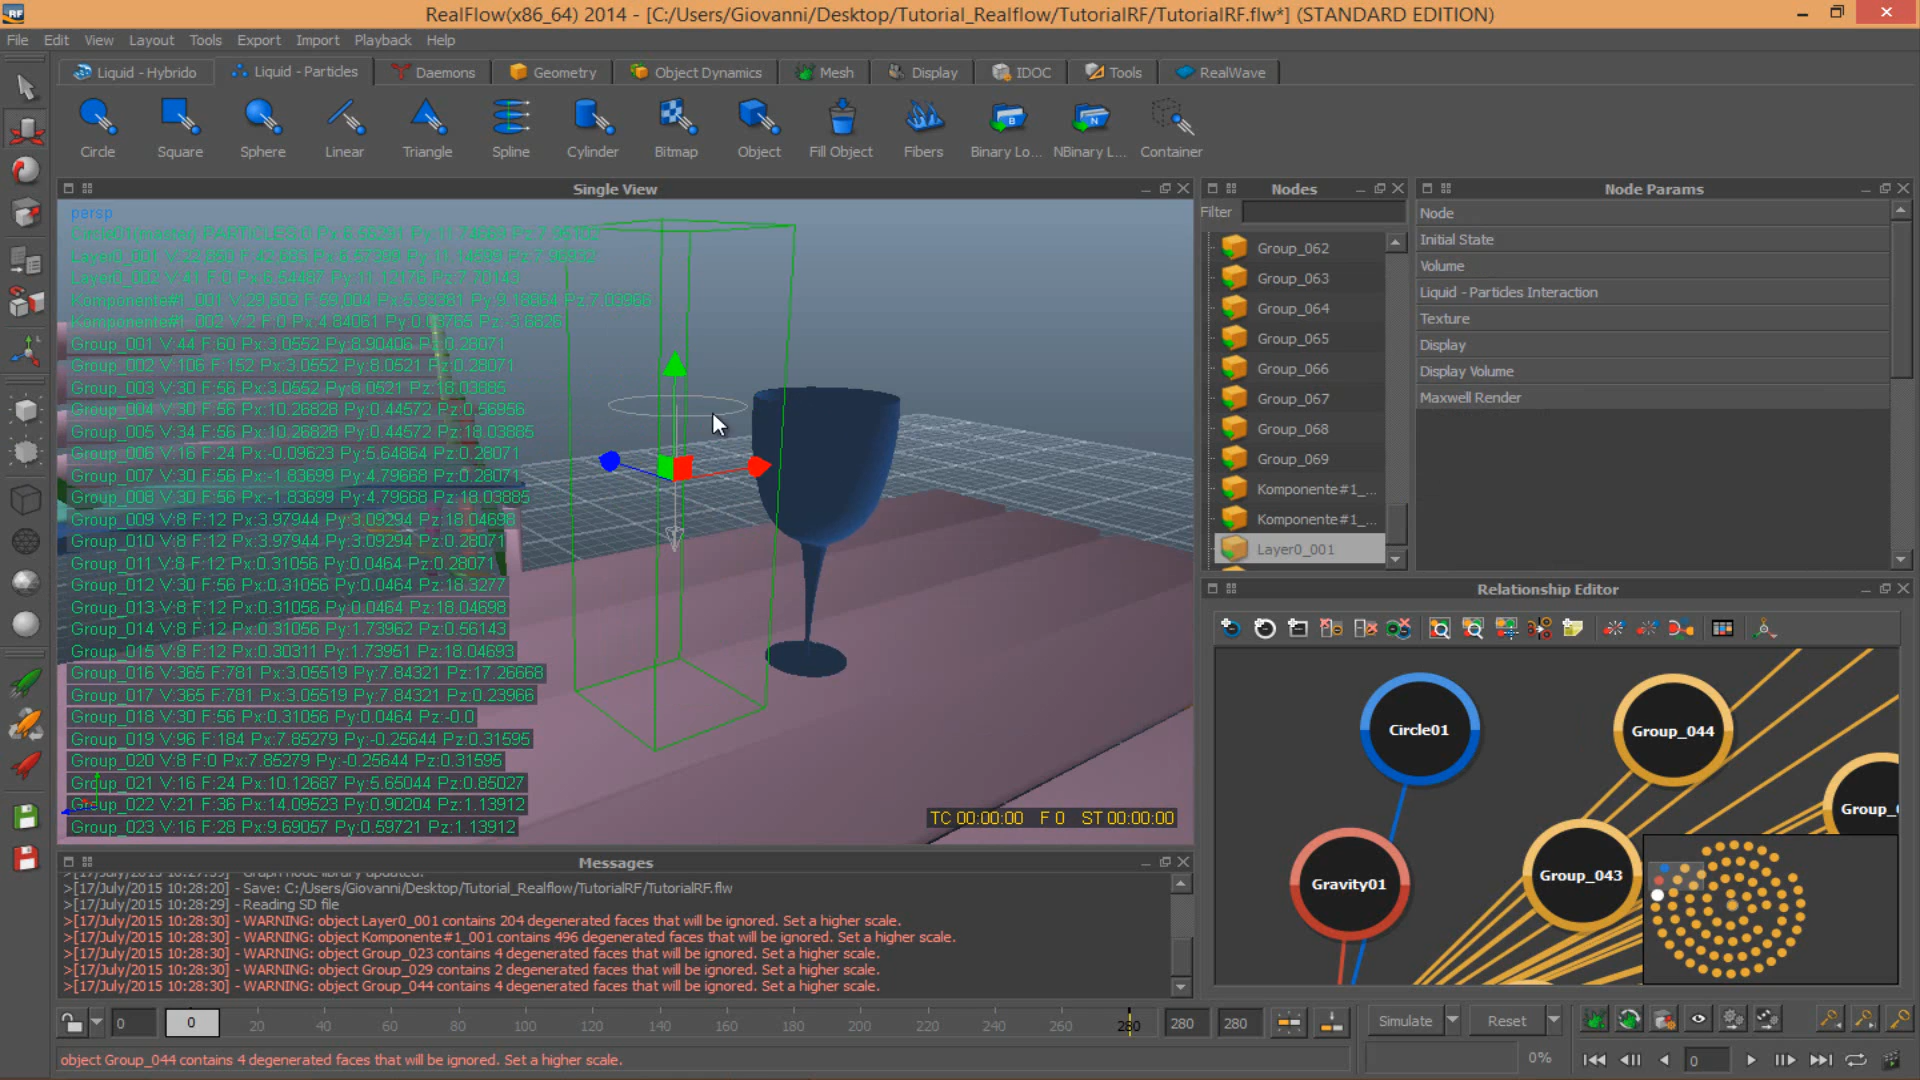 RealFlow(x86_64) 2014 - [C:/Users/Giovanni/Desktop/Tutorial_Realflow/TutorialRF/TutorialRF.flw*] (STANDARD EDITION)
File Edit View Layout Tools Export Import Playback Help
Liquid - Hybrido Liquid - Particles Daemons Geometry Object Dynamics Mesh Display IDOC Tools RealWave
Circle Square Sphere Linear Triangle Spline Cylinder Bitmap Object Fill Object Fibers Binary Lo... NBinary L... Container
Single View
persp
Circle01(master) PARTICLES:0
Komponente#1_001 V:29,603 F:59,004 Px:5.93381 Py:9.18664 Pz:7.03966
Group_001 V:44 F:60 Px:3.0552 Py:8.90406 Pz:0.28071
Group_002 V:106 F:152 Px:3.0552 Py:8.0521 Pz:0.28071
Group_003 V:30 F:56 Px:3.0552 Py:8.0521 Pz:18.03885
Group_004 V:30 F:56 Px:10.26828 Py:0.44572 Pz:0.56956
Group_005 V:34 F:56 Px:10.26828 Py:0.44572 Pz:18.03885
Group_006 V:16 F:24 Px:-0.09623 Py:5.64864 Pz:0.28071
Group_007 V:30 F:56 Px:-1.83699 Py:4.79668 Pz:0.28071
Group_008 V:30 F:56 Px:-1.83699 Py:4.79668 Pz:18.03885
Group_009 V:8 F:12 Px:3.97944 Py:3.09294 Pz:18.04698
Group_010 V:8 F:12 Px:3.97944 Py:3.09294 Pz:0.28071
Group_011 V:8 F:12 Px:0.31056 Py:0.0464 Pz:0.28071
Group_012 V:30 F:56 Px:0.31056 Py:0.0464 Pz:18.3277
Group_013 V:8 F:12 Px:0.31056 Py:0.0464 Pz:18.04698
Group_014 V:8 F:12 Px:0.31056 Py:1.73962 Pz:0.56143
Group_015 V:8 F:12 Px:0.30311 Py:1.73951 Pz:18.04693
Group_016 V:365 F:781 Px:3.05519 Py:7.84321 Pz:17.26668
Group_017 V:365 F:781 Px:3.05519 Py:7.84321 Pz:0.23966
Group_018 V:30 F:56 Px:0.31056 Py:0.0464 Pz:-0.0
Group_019 V:96 F:184 Px:7.85279 Py:-0.25644 Pz:0.31595
Group_020 V:8 F:0 Px:7.85279 Py:-0.25644 Pz:0.31595
Group_021 V:16 F:24 Px:10.12687 Py:5.65044 Pz:0.85027
Group_022 V:21 F:36 Px:14.09523 Py:0.90204 Pz:1.13912
Group_023 V:16 F:28 Px:9.69057 Py:0.59721 Pz:1.13912
TC 00:00:00 F 0 ST 00:00:00
Nodes
Filter
Group_062
Group_063
Group_064
Group_065
Group_066
Group_067
Group_068
Group_069
Komponente#1_...
Komponente#1_...
Layer0_001
Node Params
Node
Initial State
Volume
Liquid - Particles Interaction
Texture
Display
Display Volume
Maxwell Render
Relationship Editor
Circle01
Group_044
Gravity01
Group_043
Messages
>[17/July/2015 10:28:20] - Save: C:/Users/Giovanni/Desktop/Tutorial_Realflow/TutorialRF/TutorialRF.flw
>[17/July/2015 10:28:29] - Reading SD file
>[17/July/2015 10:28:30] - WARNING: object Layer0_001 contains 204 degenerated faces that will be ignored. Set a higher scale.
>[17/July/2015 10:28:30] - WARNING: object Komponente#1_001 contains 496 degenerated faces that will be ignored. Set a higher scale.
>[17/July/2015 10:28:30] - WARNING: object Group_023 contains 4 degenerated faces that will be ignored. Set a higher scale.
>[17/July/2015 10:28:30] - WARNING: object Group_029 contains 2 degenerated faces that will be ignored. Set a higher scale.
>[17/July/2015 10:28:30] - WARNING: object Group_044 contains 4 degenerated faces that will be ignored. Set a higher scale.
0 0 20 40 60 80 100 120 140 160 180 200 220 240 260 280 280 280
Simulate Reset
object Group_044 contains 4 degenerated faces that will be ignored. Set a higher scale.
0% 0